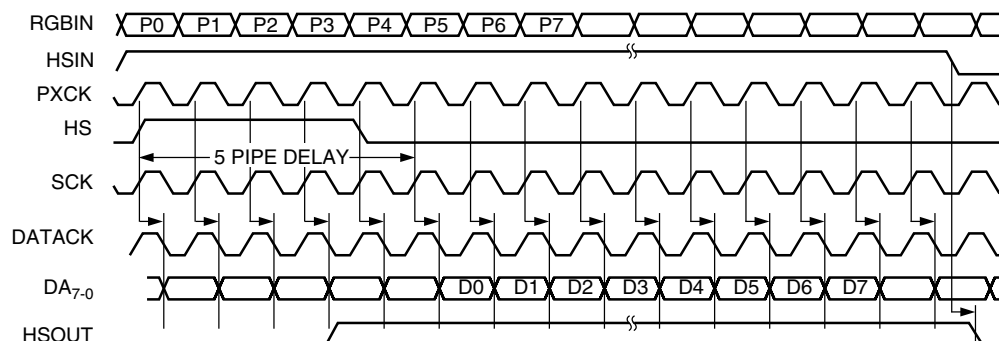 RGBIN P0 P1 P2 P3 P4 P5 P6 P7
HSIN
PXCK
HS
5 PIPE DELAY
SCK
DATACK
DA7-0 D0 D1 D2 D3 D4 D5 D6 D7
HSOUT